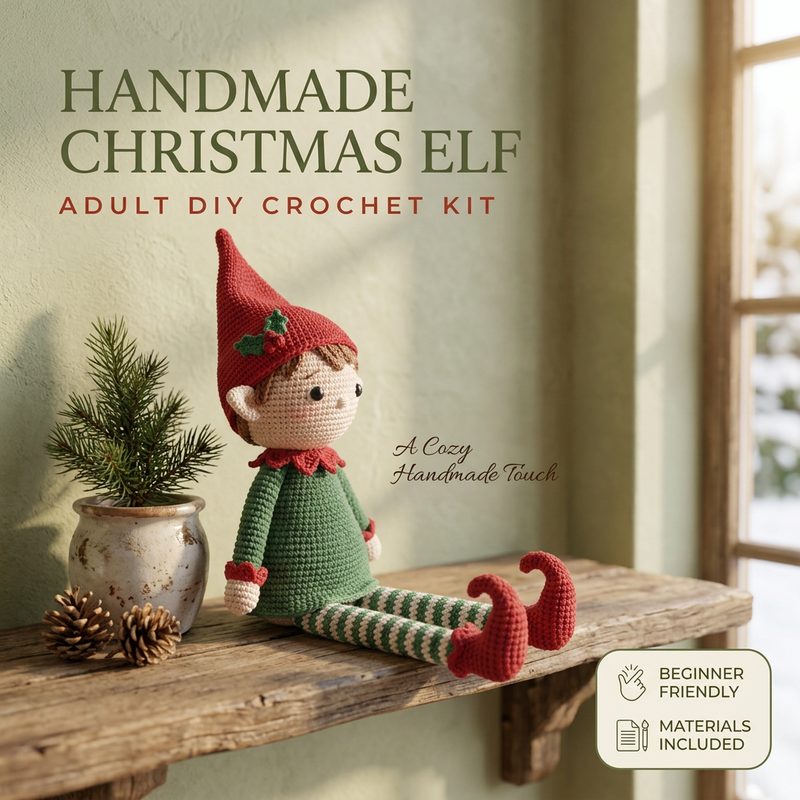 HANDMADE
CHRISTMAS ELF
ADULT DIY CROCHET KIT
A Cozy
Handmade Touch
BEGINNER
FRIENDLY
MATERIALS
INCLUDED